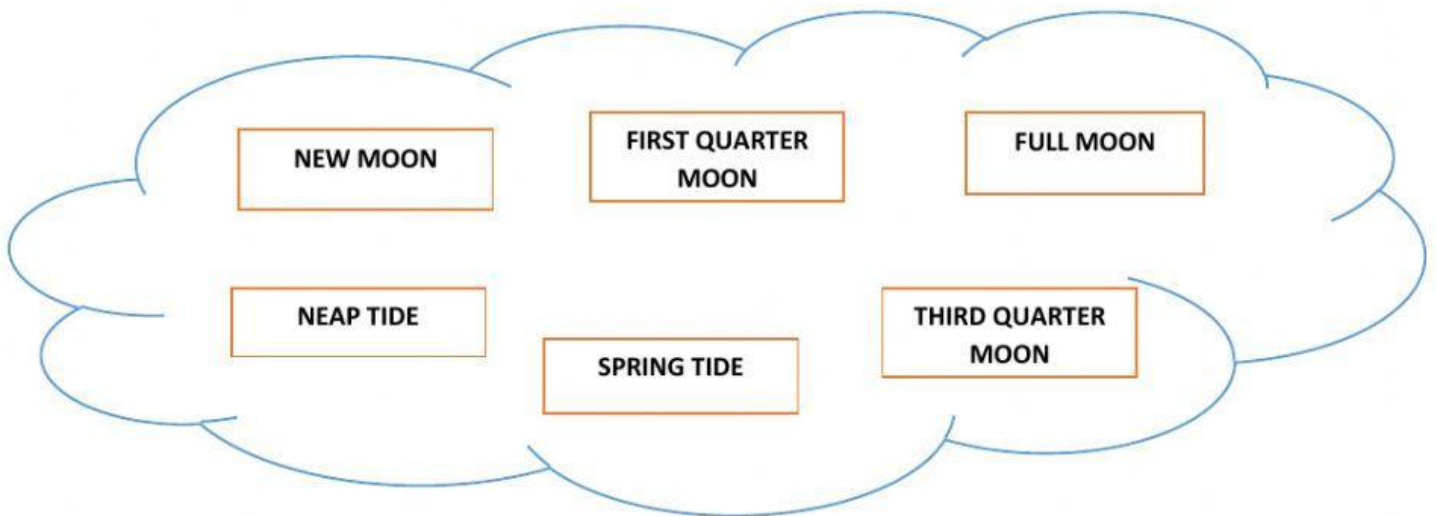 NEW MOON
FIRST QUARTER
MOON
FULL MOON
NEAP TIDE
SPRING TIDE
THIRD QUARTER
MOON